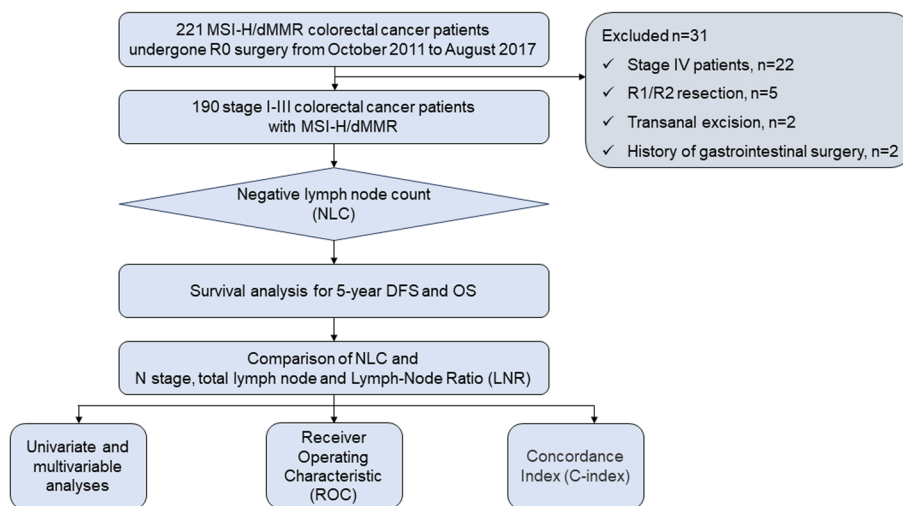 221 MSI-H/dMMR colorectal cancer patients
undergone R0 surgery from October 2011 to August 2017
Excluded n=31
✓ Stage IV patients, n=22
✓ R1/R2 resection, n=5
✓ Transanal excision, n=2
✓ History of gastrointestinal surgery, n=2
190 stage I-III colorectal cancer patients
with MSI-H/dMMR
Negative lymph node count
(NLC)
Survival analysis for 5-year DFS and OS
Comparison of NLC and
N stage, total lymph node and Lymph-Node Ratio (LNR)
Univariate and
multivariable
analyses
Receiver
Operating
Characteristic
(ROC)
Concordance
Index (C-index)